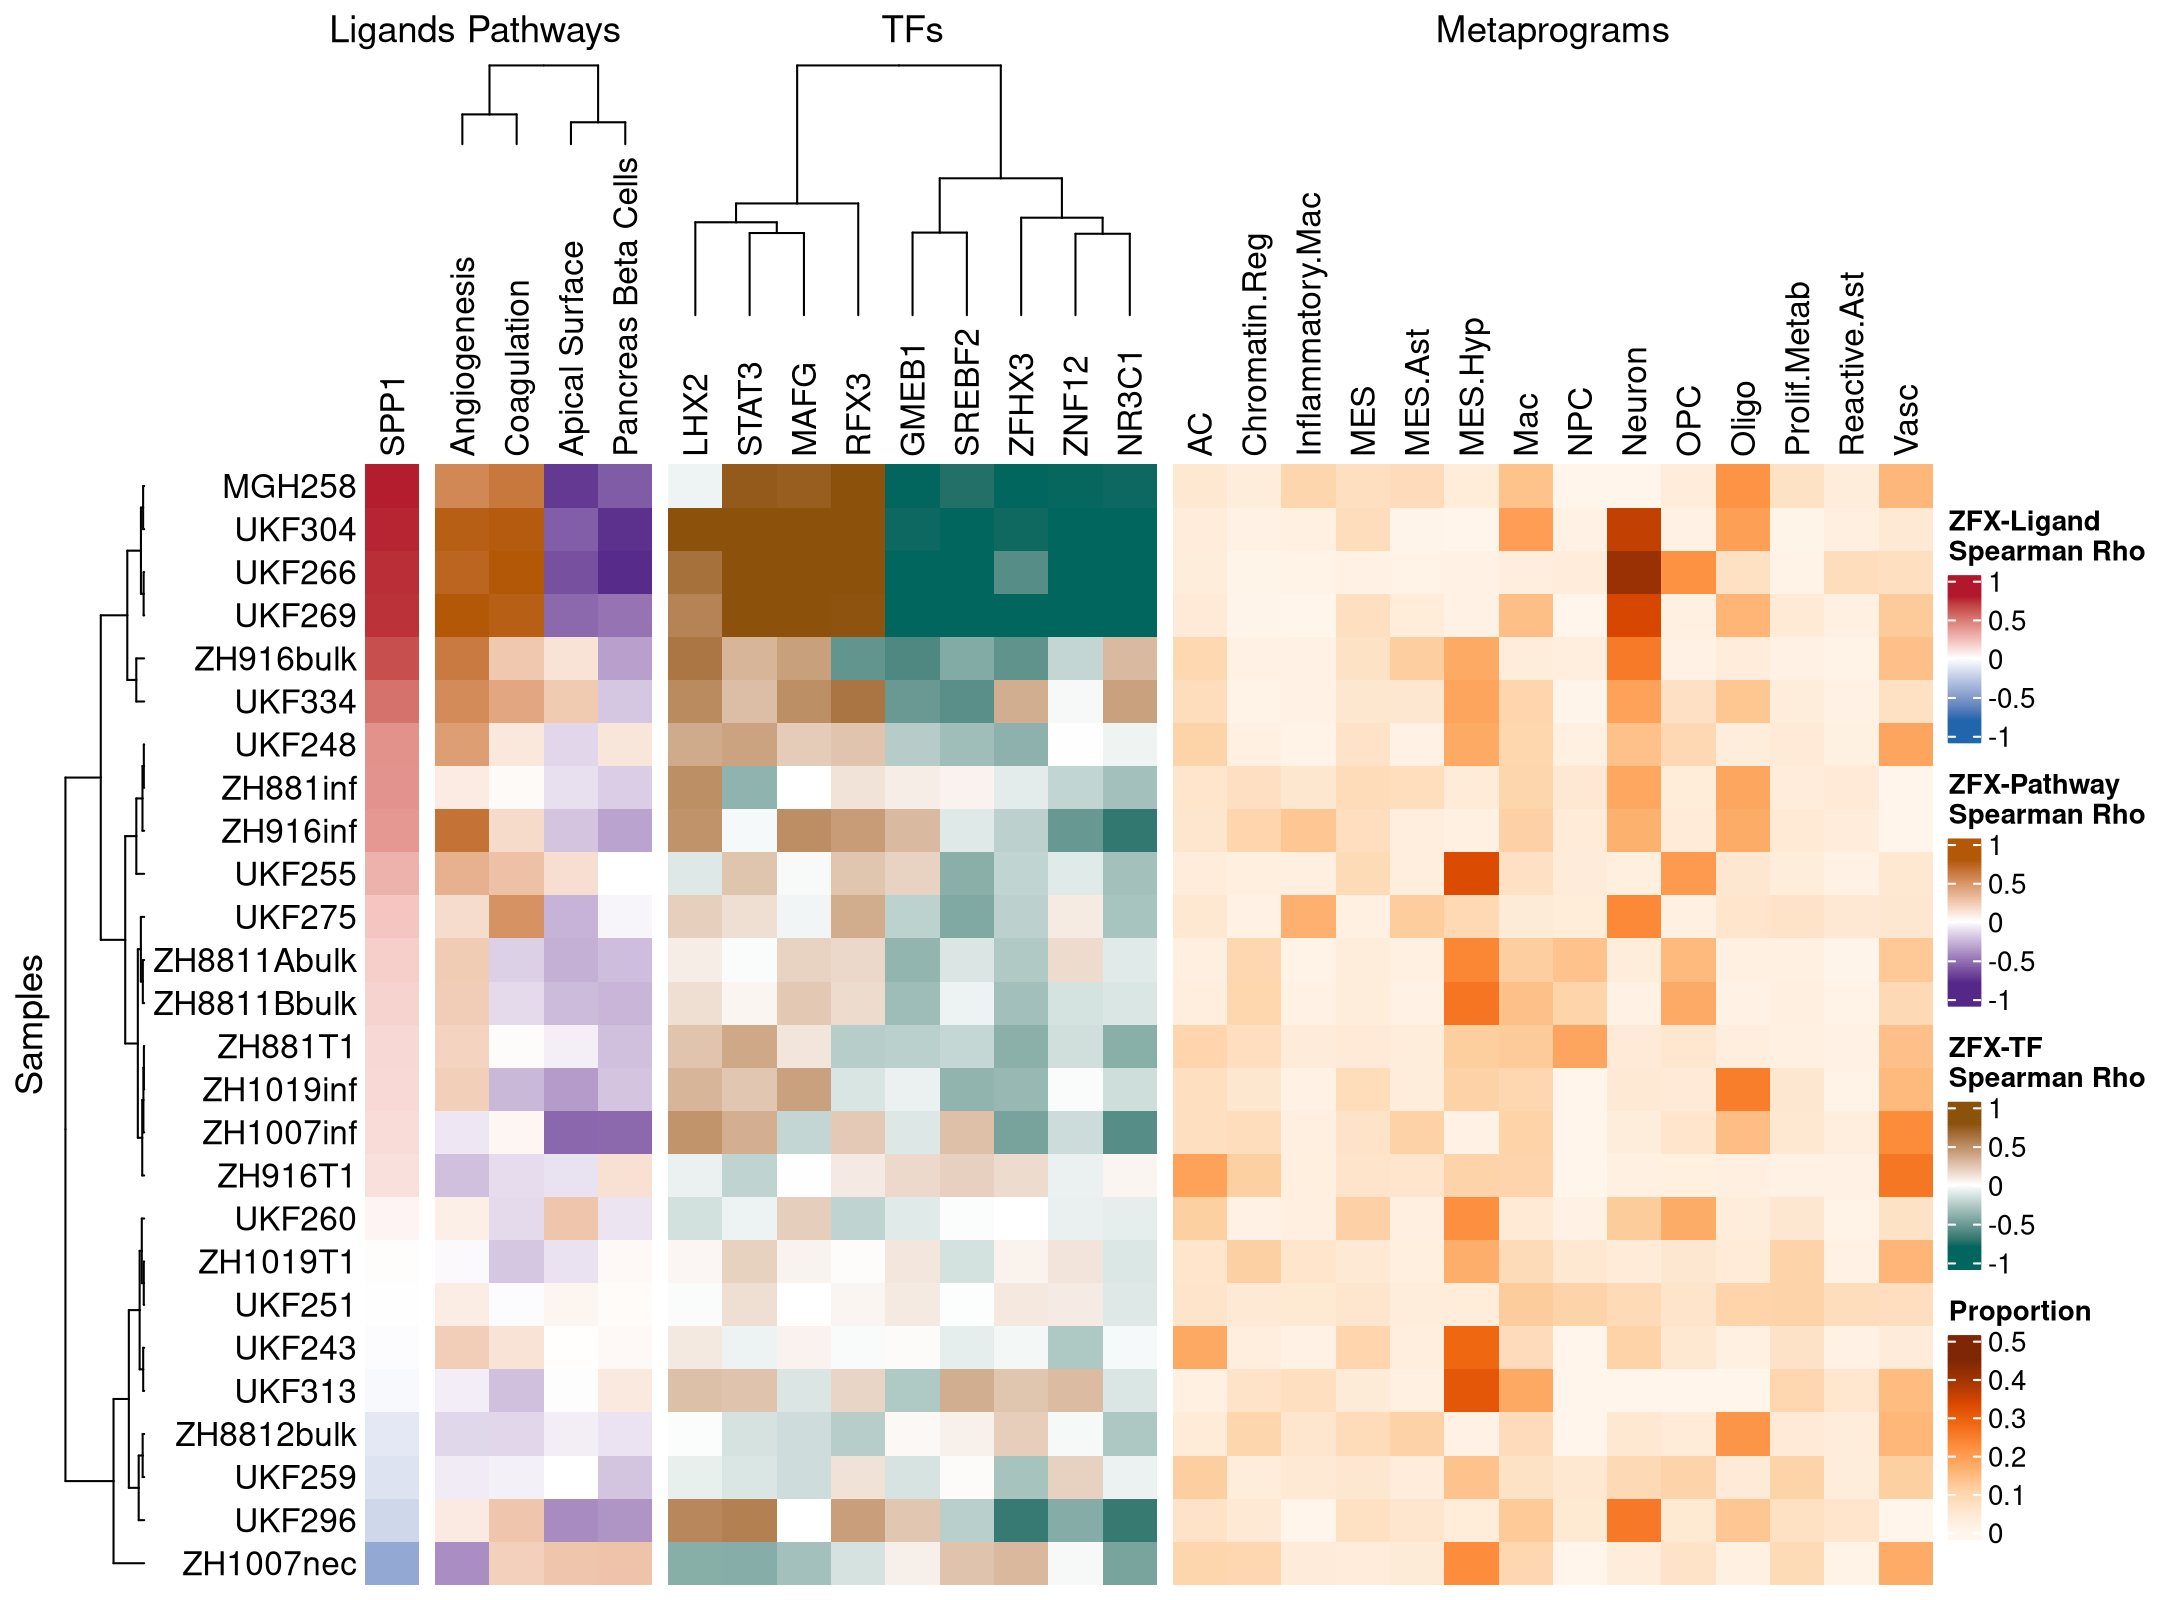 Ligands Pathways
TFs
Metaprograms
SPP1
Angiogenesis
Coagulation
Apical Surface
Pancreas Beta Cells
LHX2
STAT3
MAFG
RFX3
GMEB1
SREBF2
ZFHX3
ZNF12
NR3C1
AC
Chromatin.Reg
Inflammatory.Mac
MES
MES.Ast
MES.Hyp
Mac
NPC
Neuron
OPC
Oligo
Prolif.Metab
Reactive.Ast
Vasc
Samples
MGH258
UKF304
UKF266
UKF269
ZH916bulk
UKF334
UKF248
ZH881inf
ZH916inf
UKF255
UKF275
ZH8811Abulk
ZH8811Bbulk
ZH881T1
ZH1019inf
ZH1007inf
ZH916T1
UKF260
ZH1019T1
UKF251
UKF243
UKF313
ZH8812bulk
UKF259
UKF296
ZH1007nec
ZFX-Ligand
Spearman Rho
1
0.5
0
-0.5
-1
ZFX-Pathway
Spearman Rho
1
0.5
0
-0.5
-1
ZFX-TF
Spearman Rho
1
0.5
0
-0.5
-1
Proportion
0.5
0.4
0.3
0.2
0.1
0